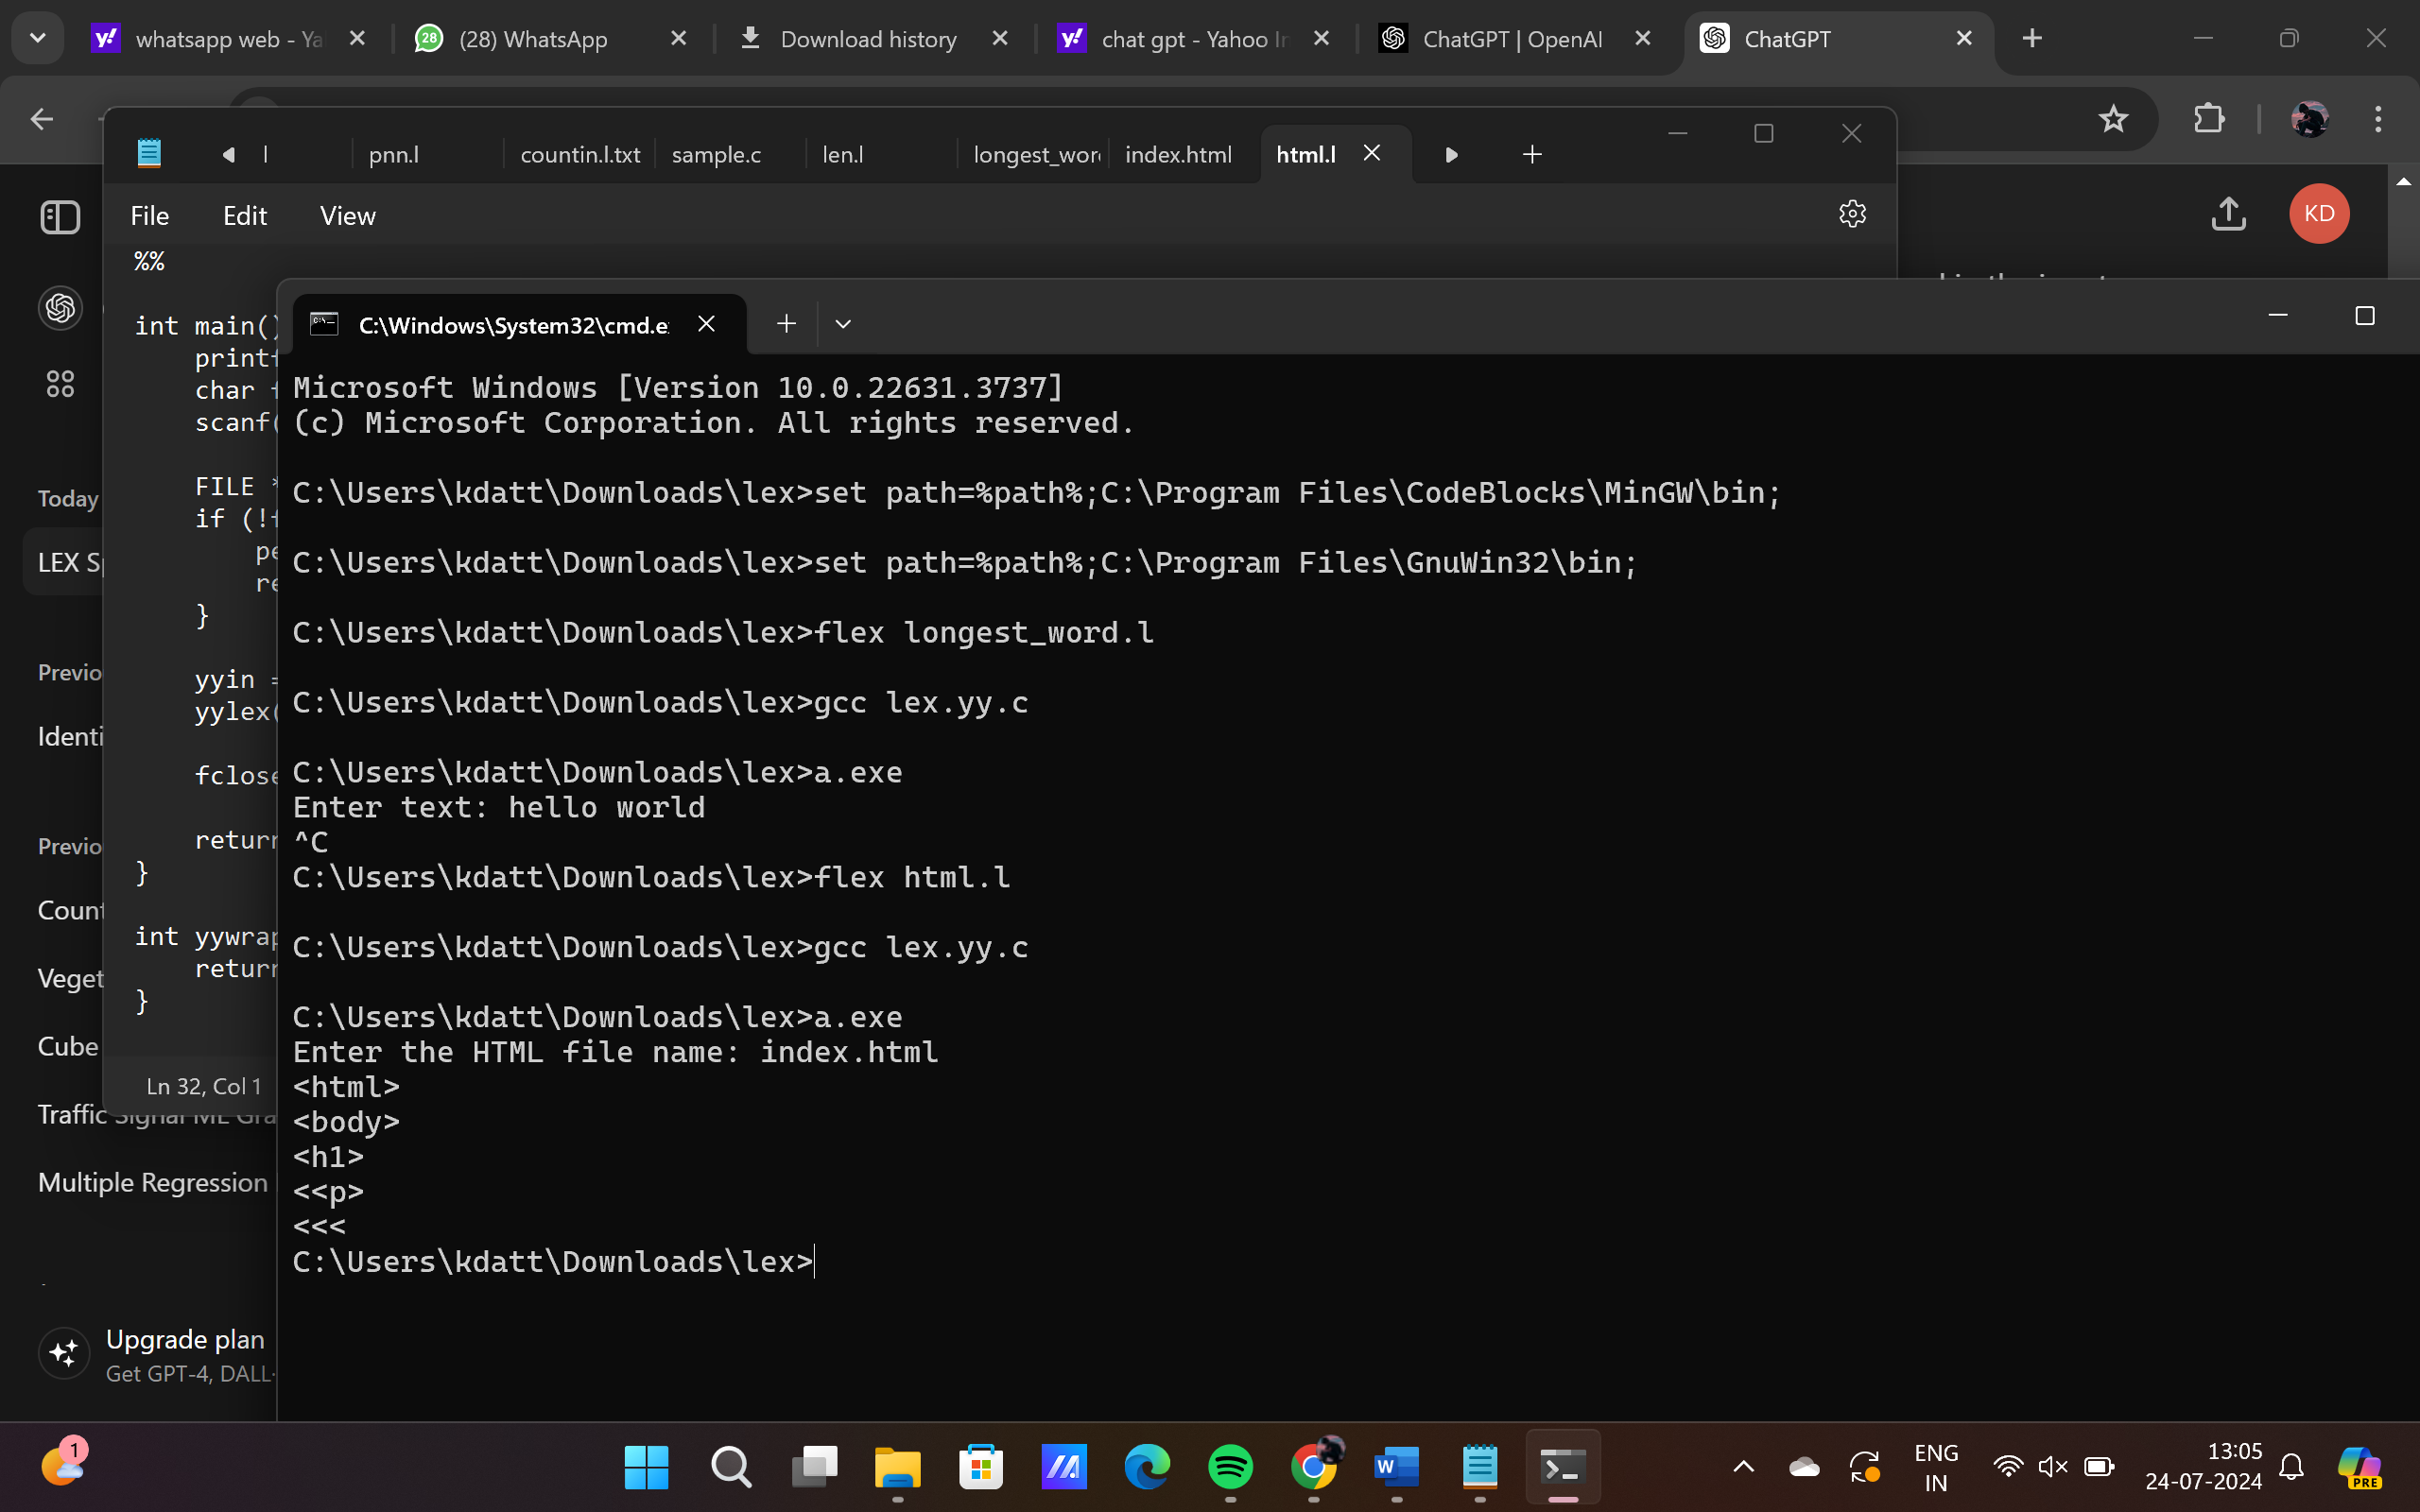 whatsapp web - Ya
28
(28) WhatsApp
Download history
chat gpt - Yahoo In
ChatGPT | OpenAI
ChatGPT
l
pnn.l
countin.l.txt
sample.c
len.l
longest_wor
index.html
html.l
File
Edit
View
KD
%%
int main()
print
char
scanf(
FILE *
if (!
pe
re
}
yyin =
yylex(
fclose
return
}
int yywrap
return
}
Ln 32, Col 1
Today
LEX Sp
Previo
Identi
Previo
Count
Veget
Cube
Traffic Signal ML Gra
Multiple Regression
Upgrade plan
Get GPT-4, DALL·
C:\Windows\System32\cmd.e
Microsoft Windows [Version 10.0.22631.3737]
(c) Microsoft Corporation. All rights reserved.
C:\Users\kdatt\Downloads\lex>set path=%path%;C:\Program Files\CodeBlocks\MinGW\bin;
C:\Users\kdatt\Downloads\lex>set path=%path%;C:\Program Files\GnuWin32\bin;
C:\Users\kdatt\Downloads\lex>flex longest_word.l
C:\Users\kdatt\Downloads\lex>gcc lex.yy.c
C:\Users\kdatt\Downloads\lex>a.exe
Enter text: hello world
^C
C:\Users\kdatt\Downloads\lex>flex html.l
C:\Users\kdatt\Downloads\lex>gcc lex.yy.c
C:\Users\kdatt\Downloads\lex>a.exe
Enter the HTML file name: index.html
<html>
<body>
<h1>
<<p>
<<<
C:\Users\kdatt\Downloads\lex>
1
W
ENG
IN
13:05
24-07-2024
PRE